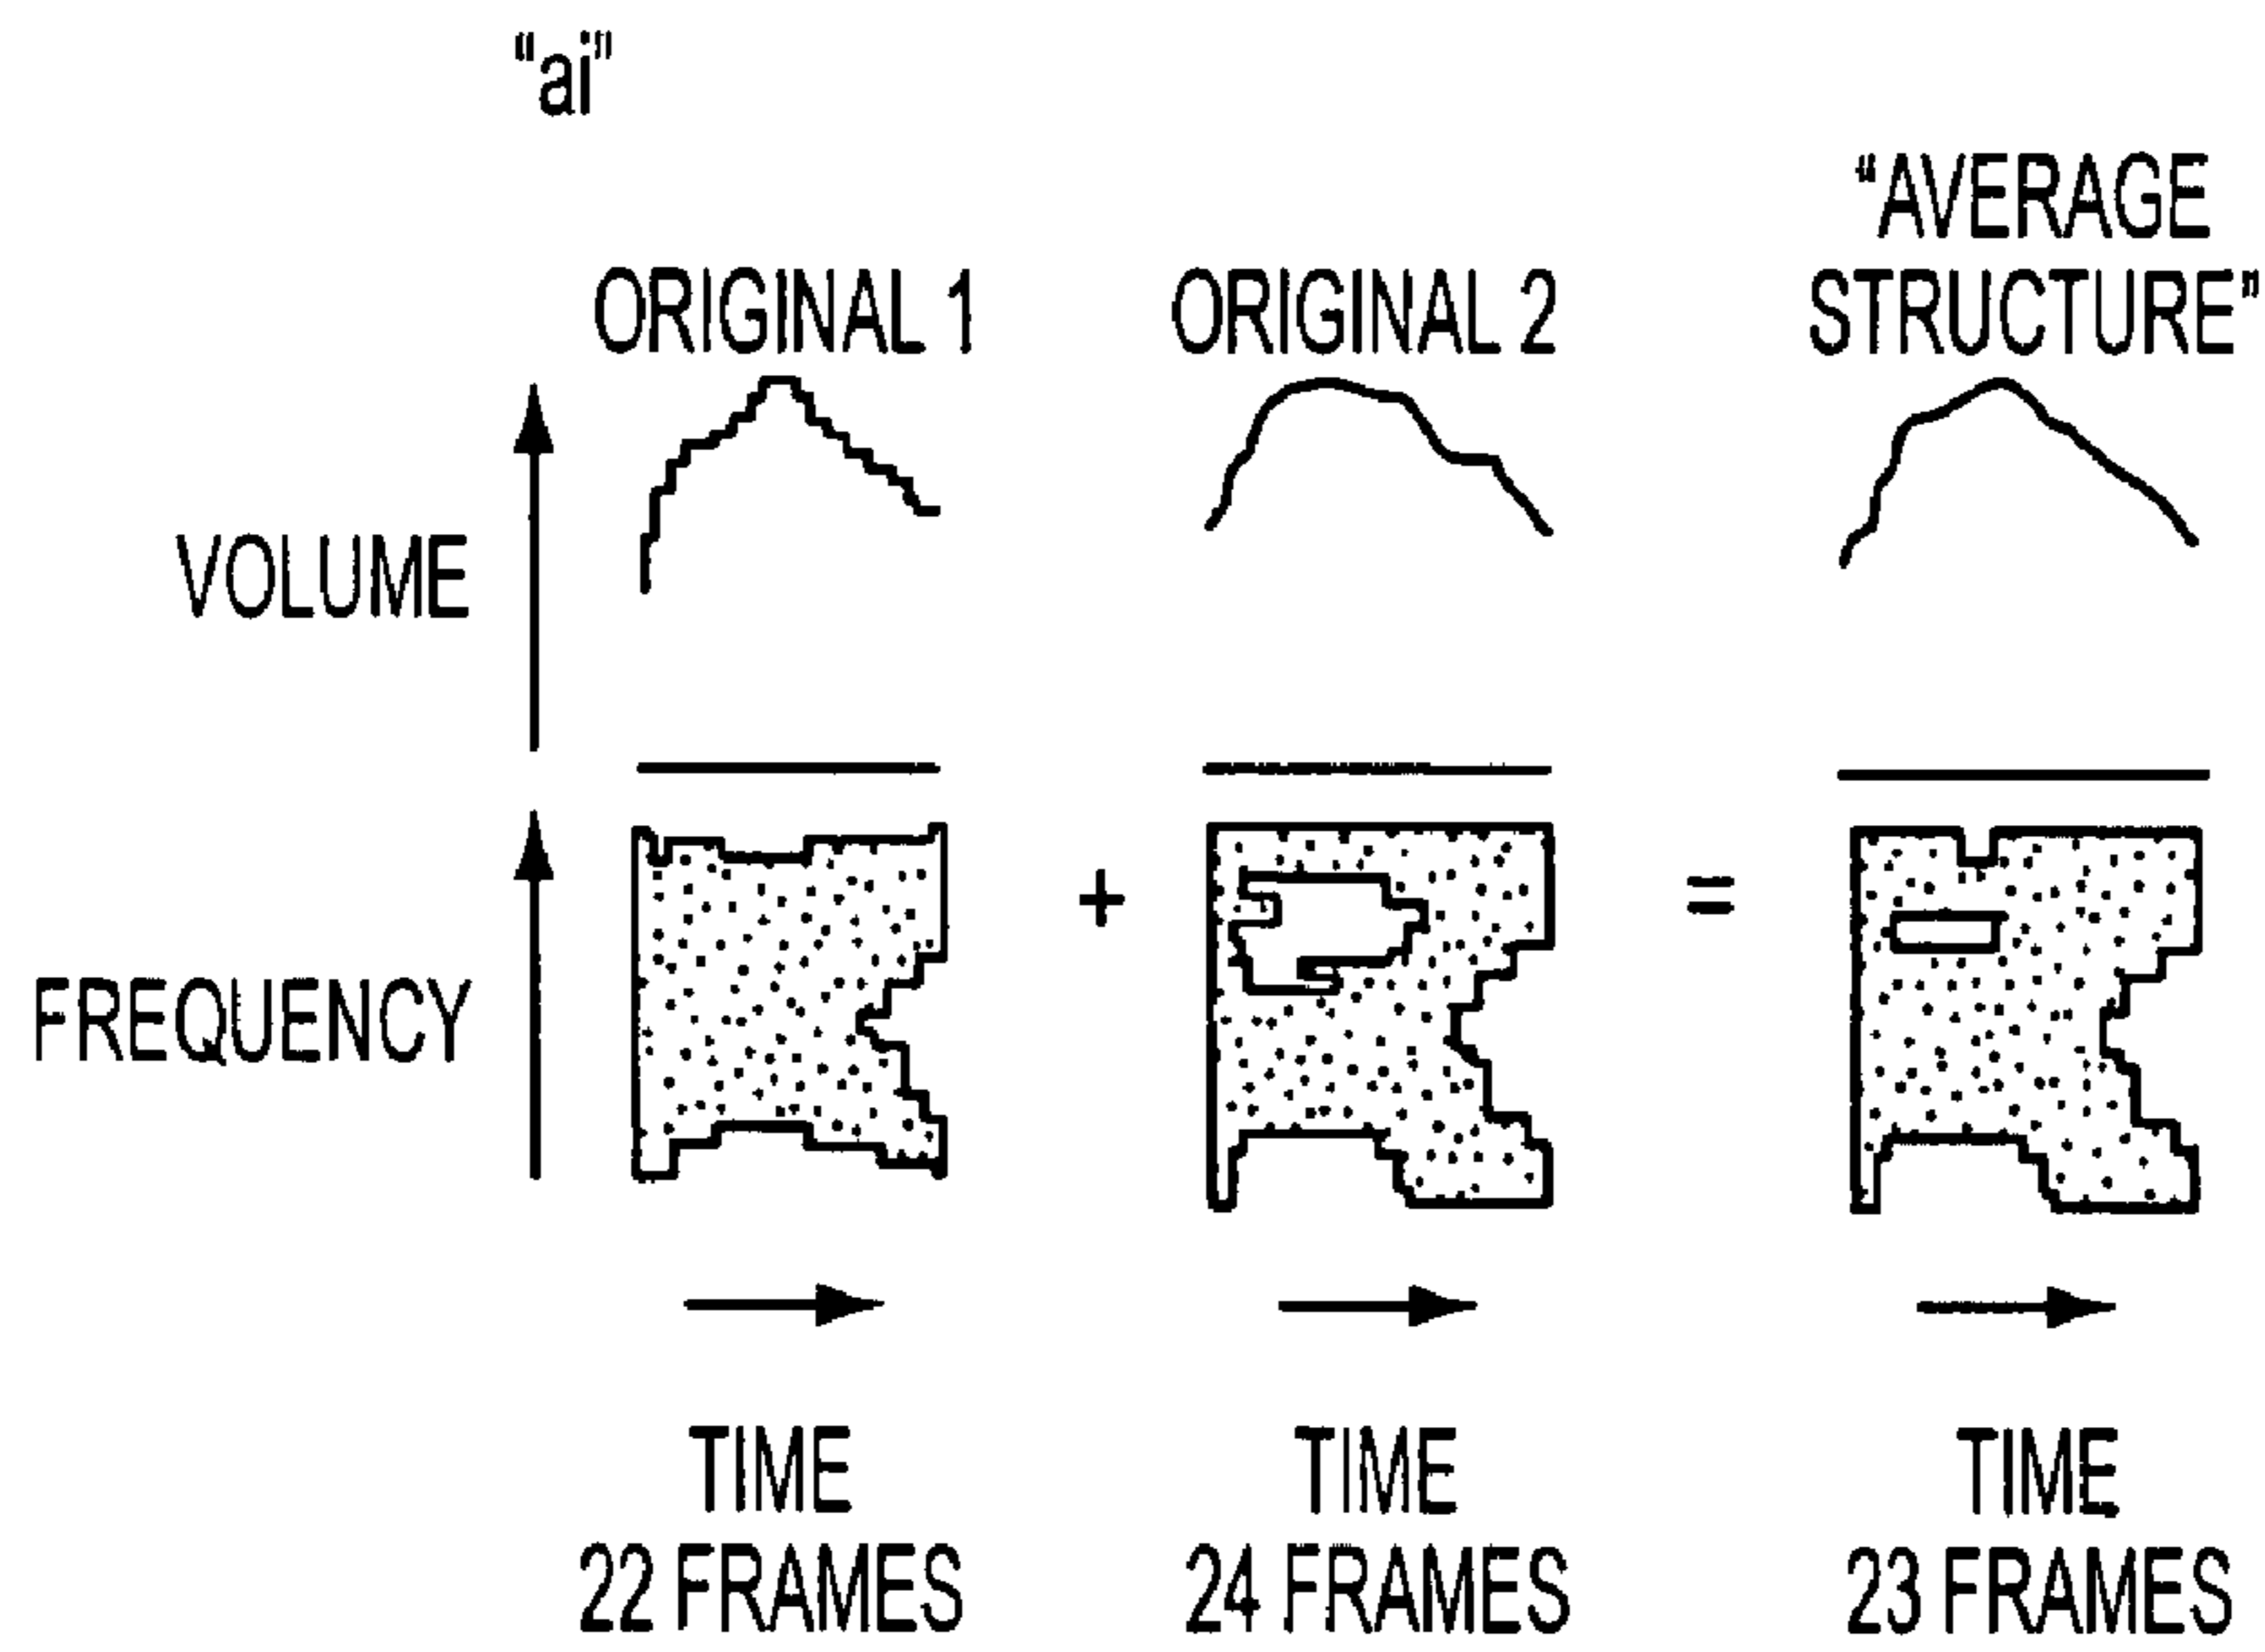 “ai”
“AVERAGE
ORIGINAL 1 ORIGINAL 2 STRUCTURE”
VOLUME
+ =
FREQUENCY
TIME TIME TIME
22 FRAMES 24 FRAMES 23 FRAMES